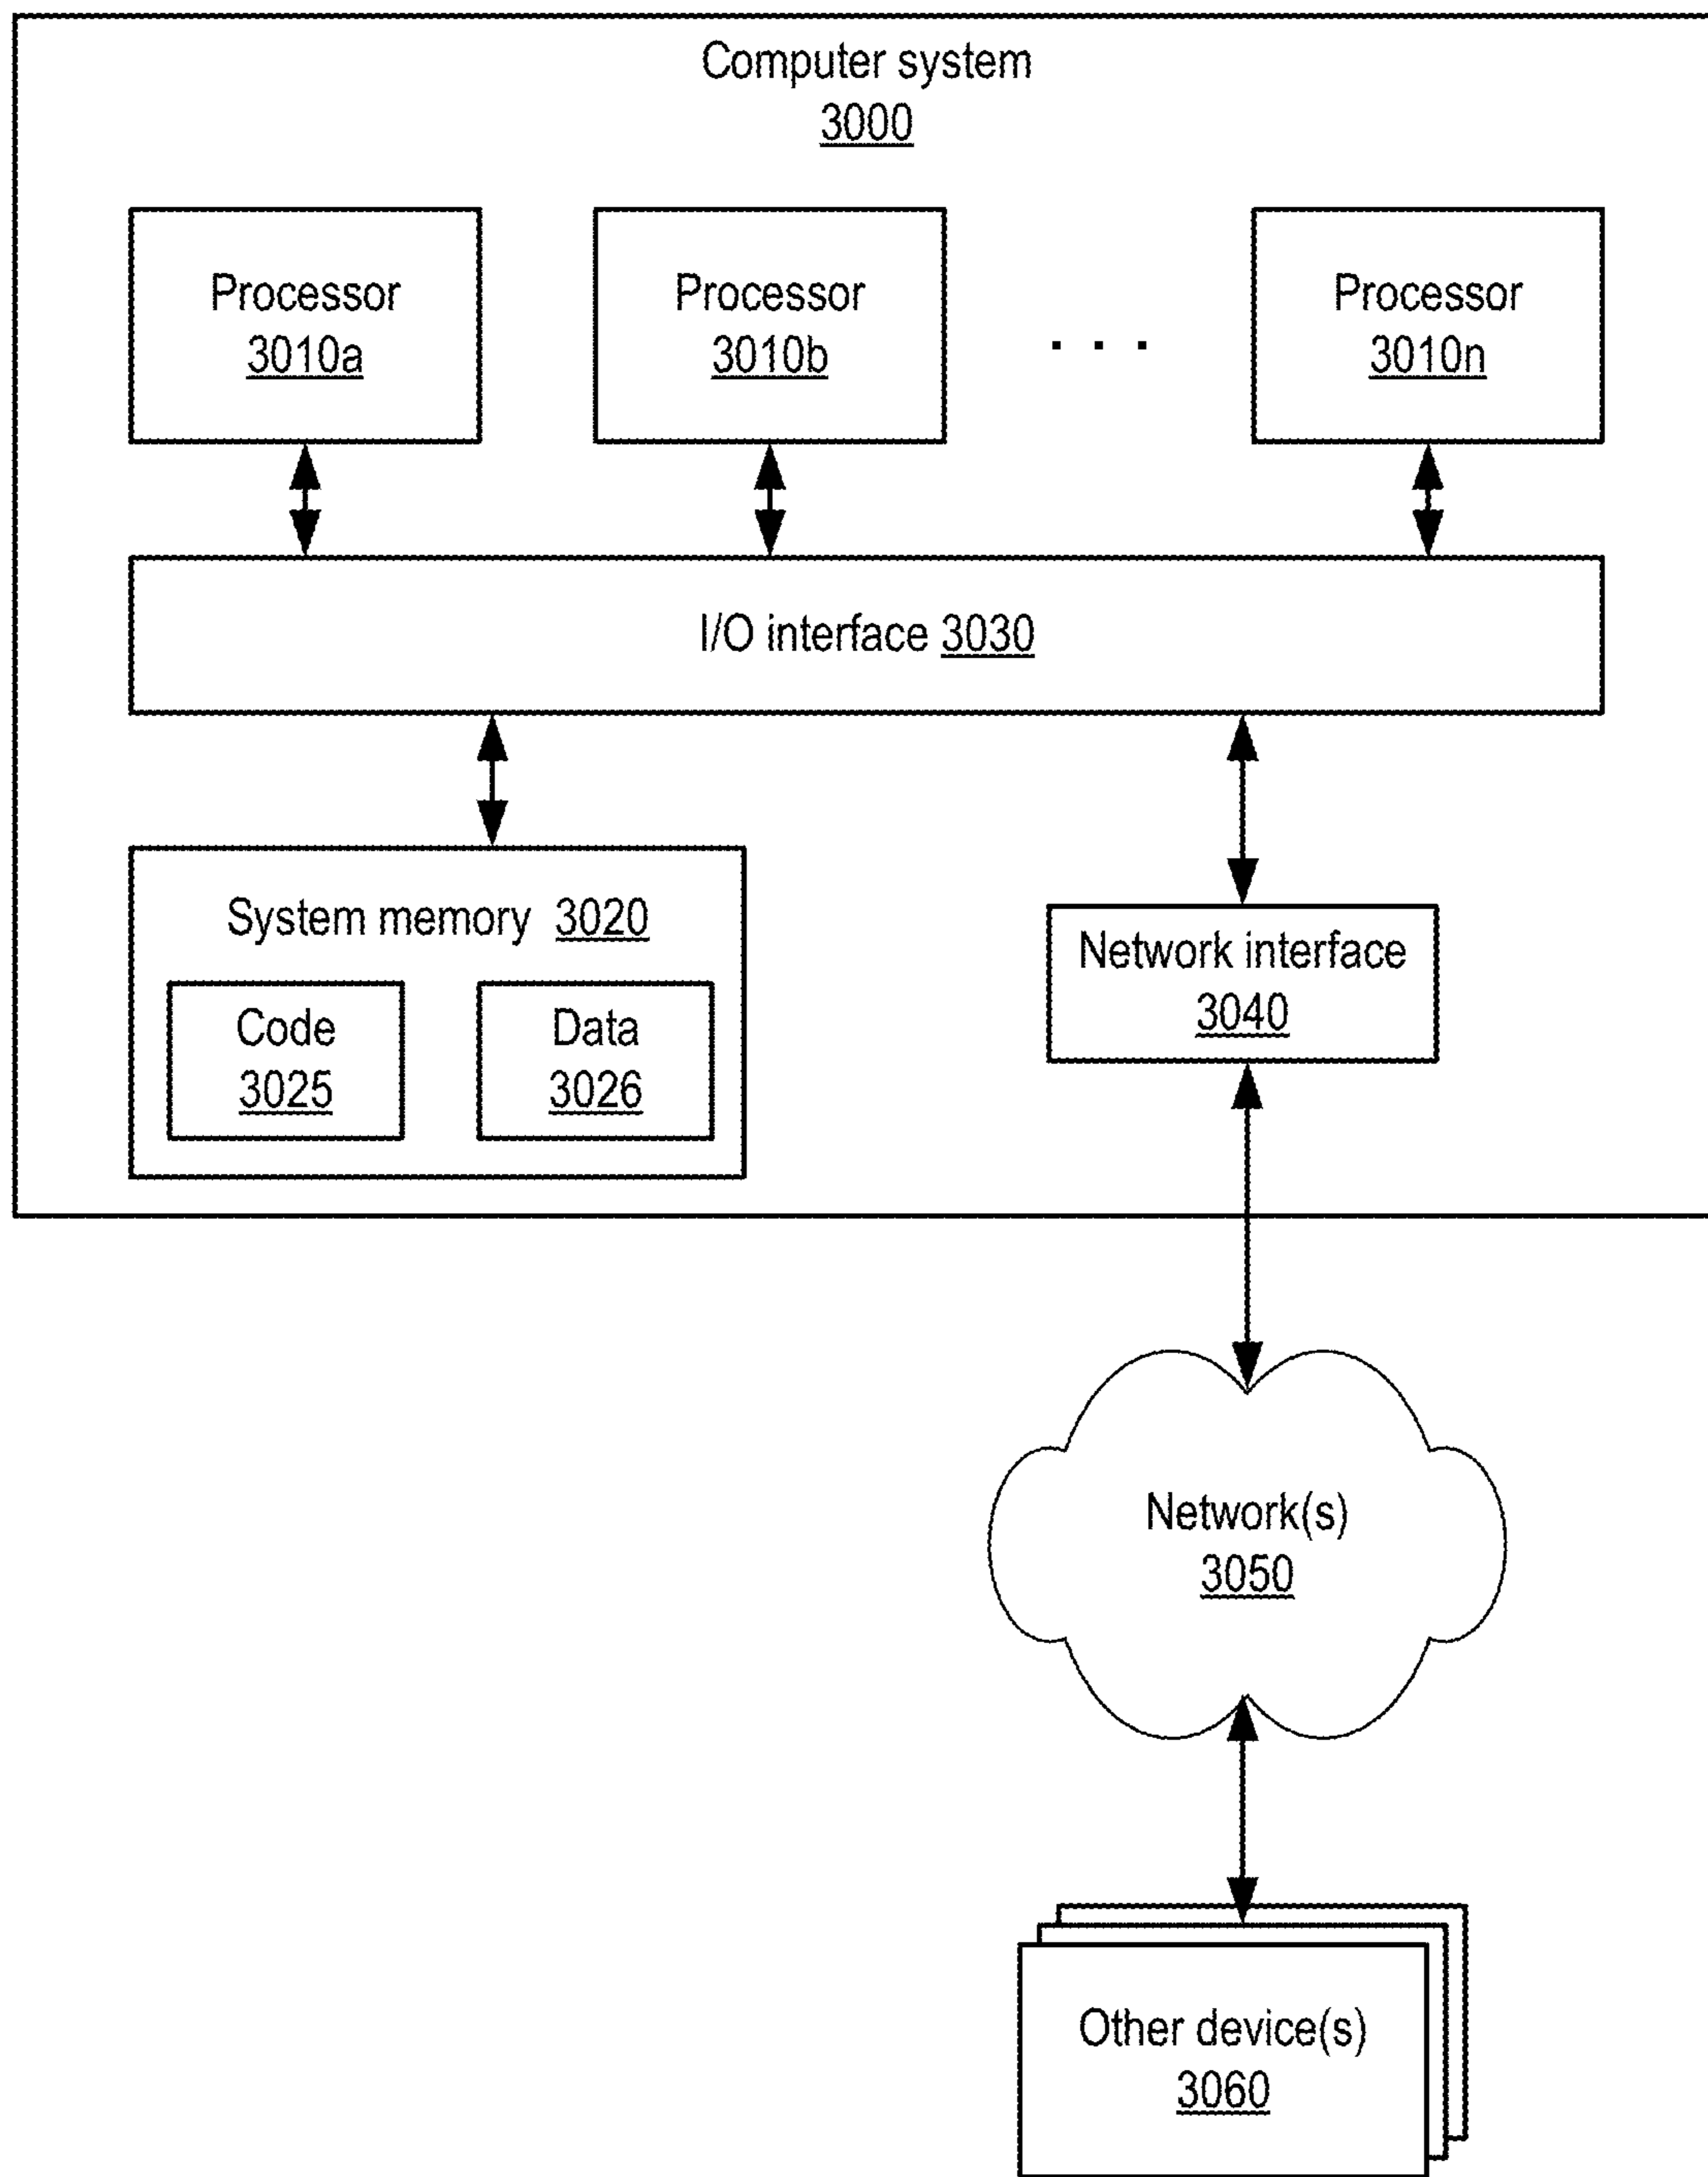 Computer system
3000
Processor
3010a
Processor
3010b
. . .
Processor
3010n
I/O interface 3030
System memory 3020
Code
3025
Data
3026
Network interface
3040
Network(s)
3050
Other device(s)
3060